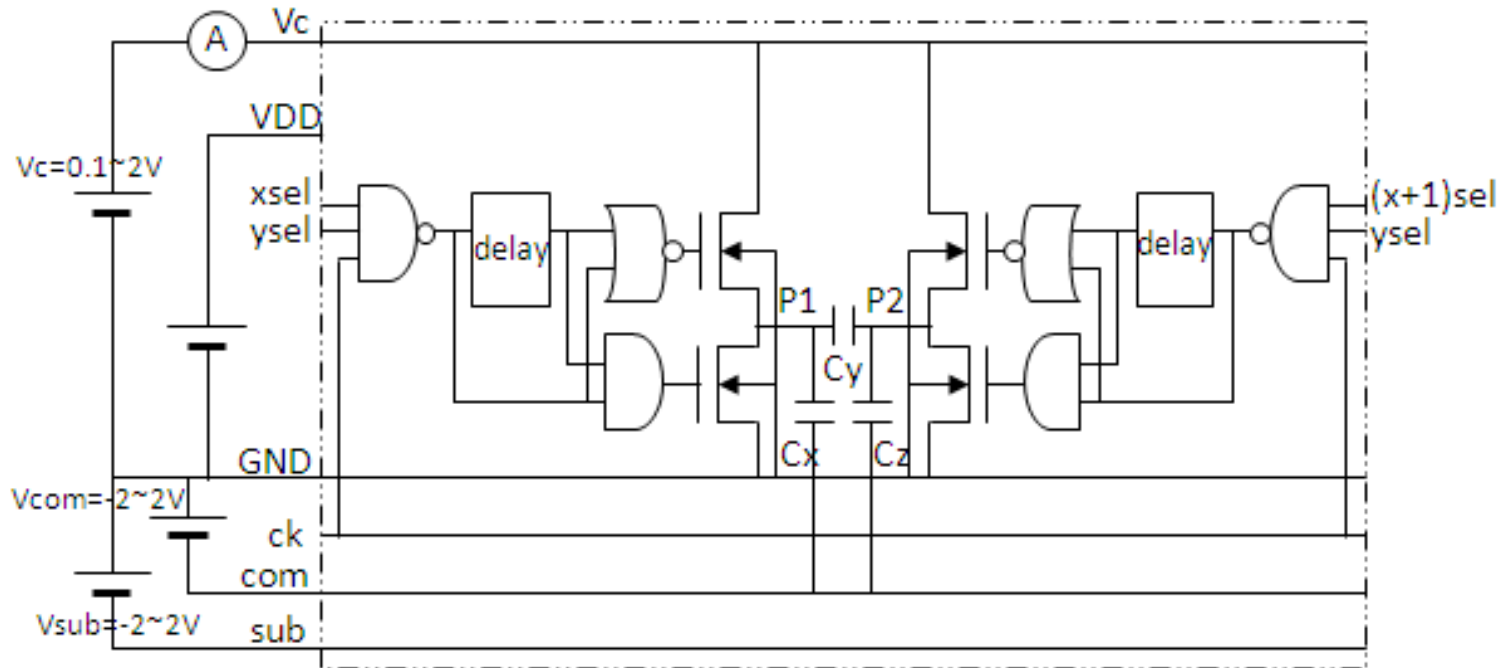 A
Vc
VDD
Vc=0.1~2V
xsel
ysel
delay
delay
(x+1)sel
ysel
P1
P2
Cy
Cx
Cz
GND
Vcom=-2~2V
ck
com
Vsub=-2~2V
sub